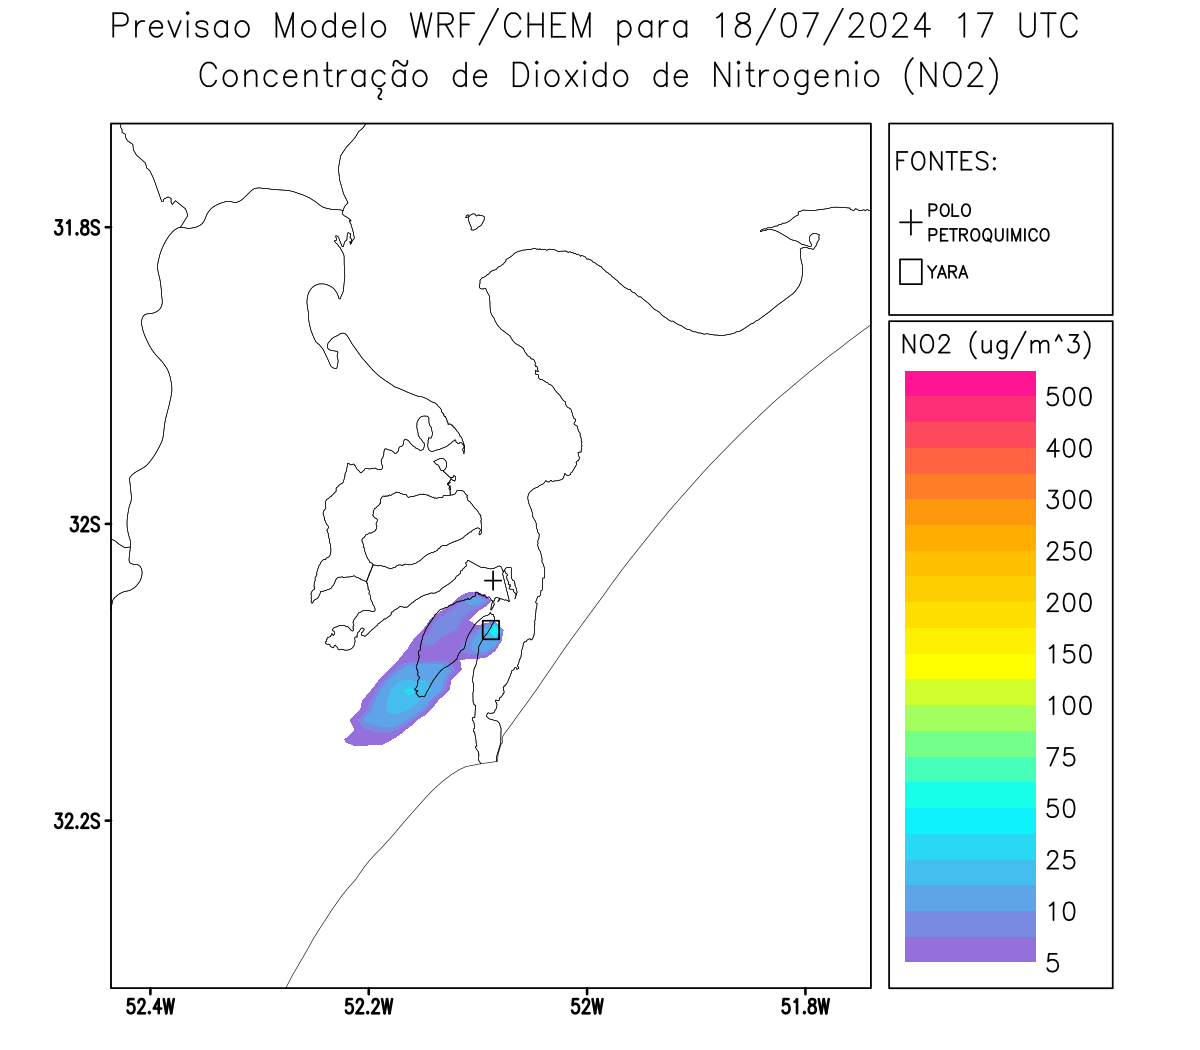 Previsao Modelo WRF/CHEM para 18/07/2024 17 UTC
Concentração de Dioxido de Nitrogenio (NO2)
FONTES:
POLO
PETROQUIMICO
YARA
NO2 (ug/m^3)
500
400
300
250
200
150
100
75
50
25
10
5
31.8S
32S
32.2S
52.4W
52.2W
52W
51.8W